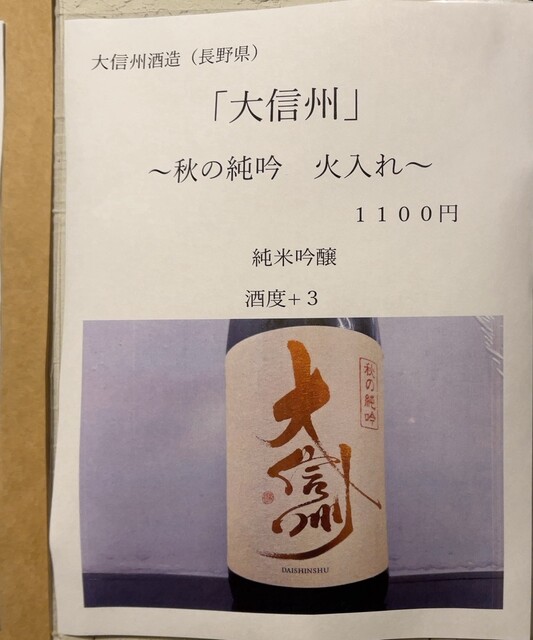 大信州酒造（長野県）
「大信州」
～秋の純吟　火入れ～
１１００円
純米吟醸
酒度+３
秋の純吟
大信州
DAISHINSHU